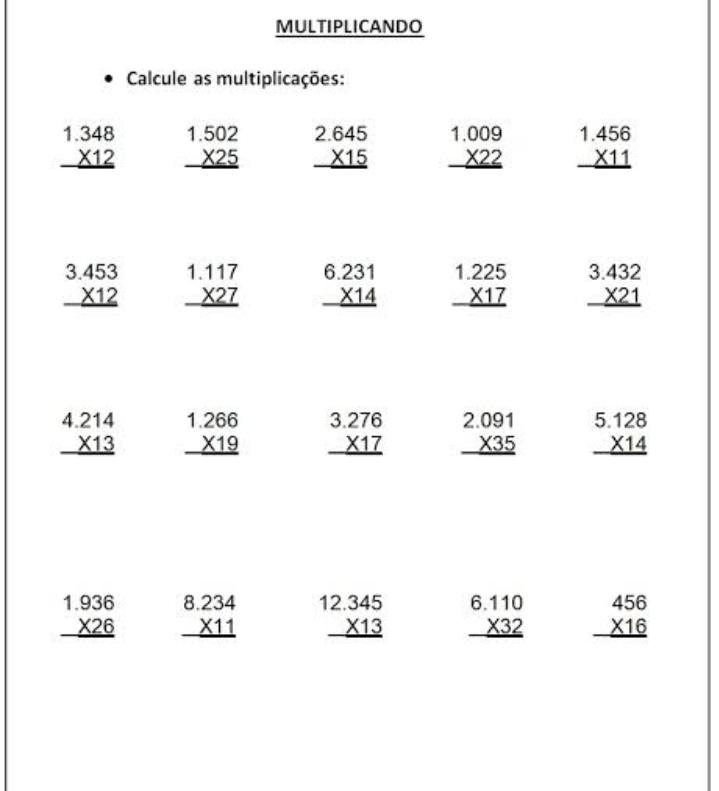 MULTIPLICANDO
• Calcule as multiplicações:
1.348 1.502 2.645 1.009 1.456
X12 X25 X15 X22 X11
3.453 1.117 6.231 1.225 3.432
X12 X27 X14 X17 X21
4.214 1.266 3.276 2.091 5.128
X13 X19 X17 X35 X14
1.936 8.234 12.345 6.110 456
X26 X11 X13 X32 X16